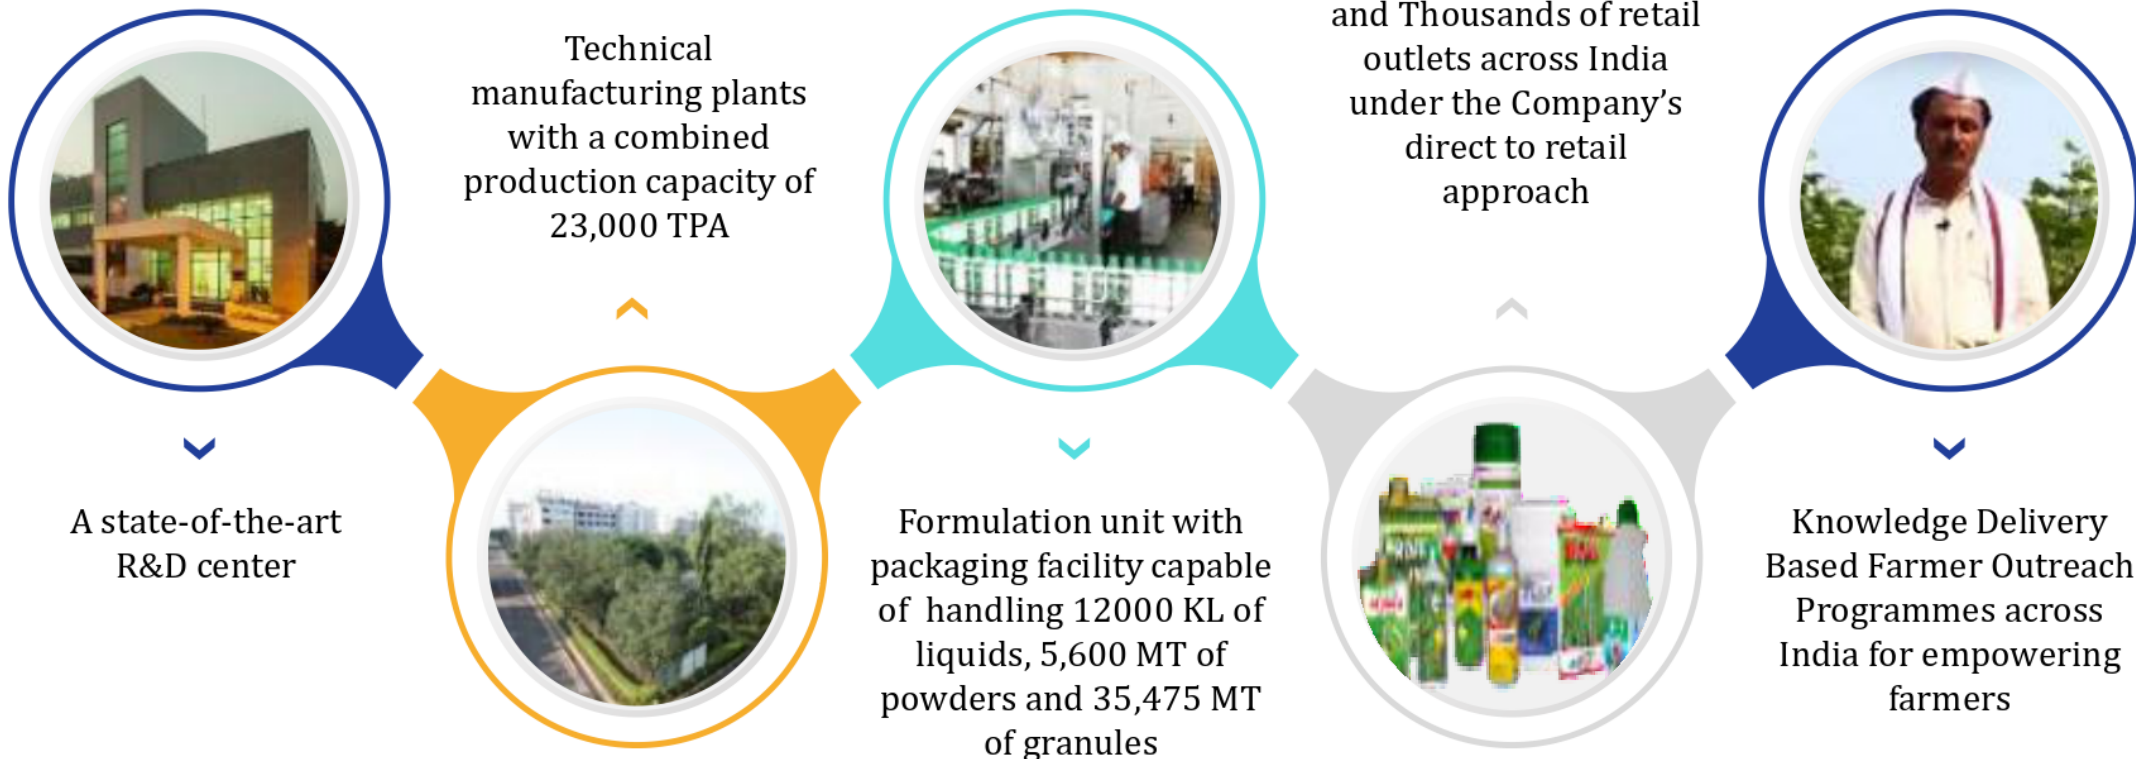 A state-of-the-art
R&D center
Technical
manufacturing plants
with a combined
production capacity of
23,000 TPA
Formulation unit with
packaging facility capable
of handling 12000 KL of
liquids, 5,600 MT of
powders and 35,475 MT
of granules
and Thousands of retail
outlets across India
under the Company’s
direct to retail
approach
Knowledge Delivery
Based Farmer Outreach
Programmes across
India for empowering
farmers